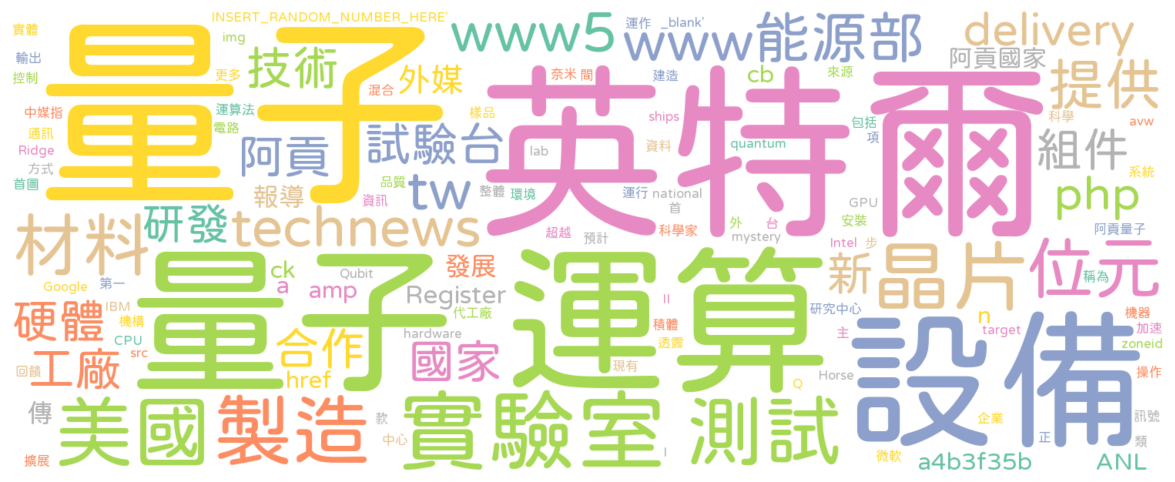 INSERT_RANDOM_NUMBER_HERE'
運作
_blank'
實體
量子
img
技術
www5
www
能源部
delivery
阿貢國家
輸出
控制
更多
外媒
奈米
間
建造
cb
來源
提供
混合
英特爾
中媒指
運算法
樣品
ships
包括
科學
avw
通訊
電路
阿貢
試驗台
lab
資料
quantum
項
組件
Ridge
方式
首圖
品質
資訊
tw
整體
環境
運行
national
首
GPU
安裝
php
系統
報導
材料
研發
technews
超越
預計
科學家
外
台
mystery
阿貢量子
Intel
步
新
晶片
位元
量子運算
ck
a
Qubit
發展
Google
第一
amp
Register
II
研究中心
稱為
硬體
IBM
機構
代工廠
積體
主
n
機器
CPU
src
合作
hardware
國家
透露
設備
target
加速
zoneid
工廠
回饋
href
現有
Q
Horse
操作
傳
美國
製造
款
實驗室
測試
企業
訊號
擴展
中心
I
正
類
微軟
a4b3f35b
ANL